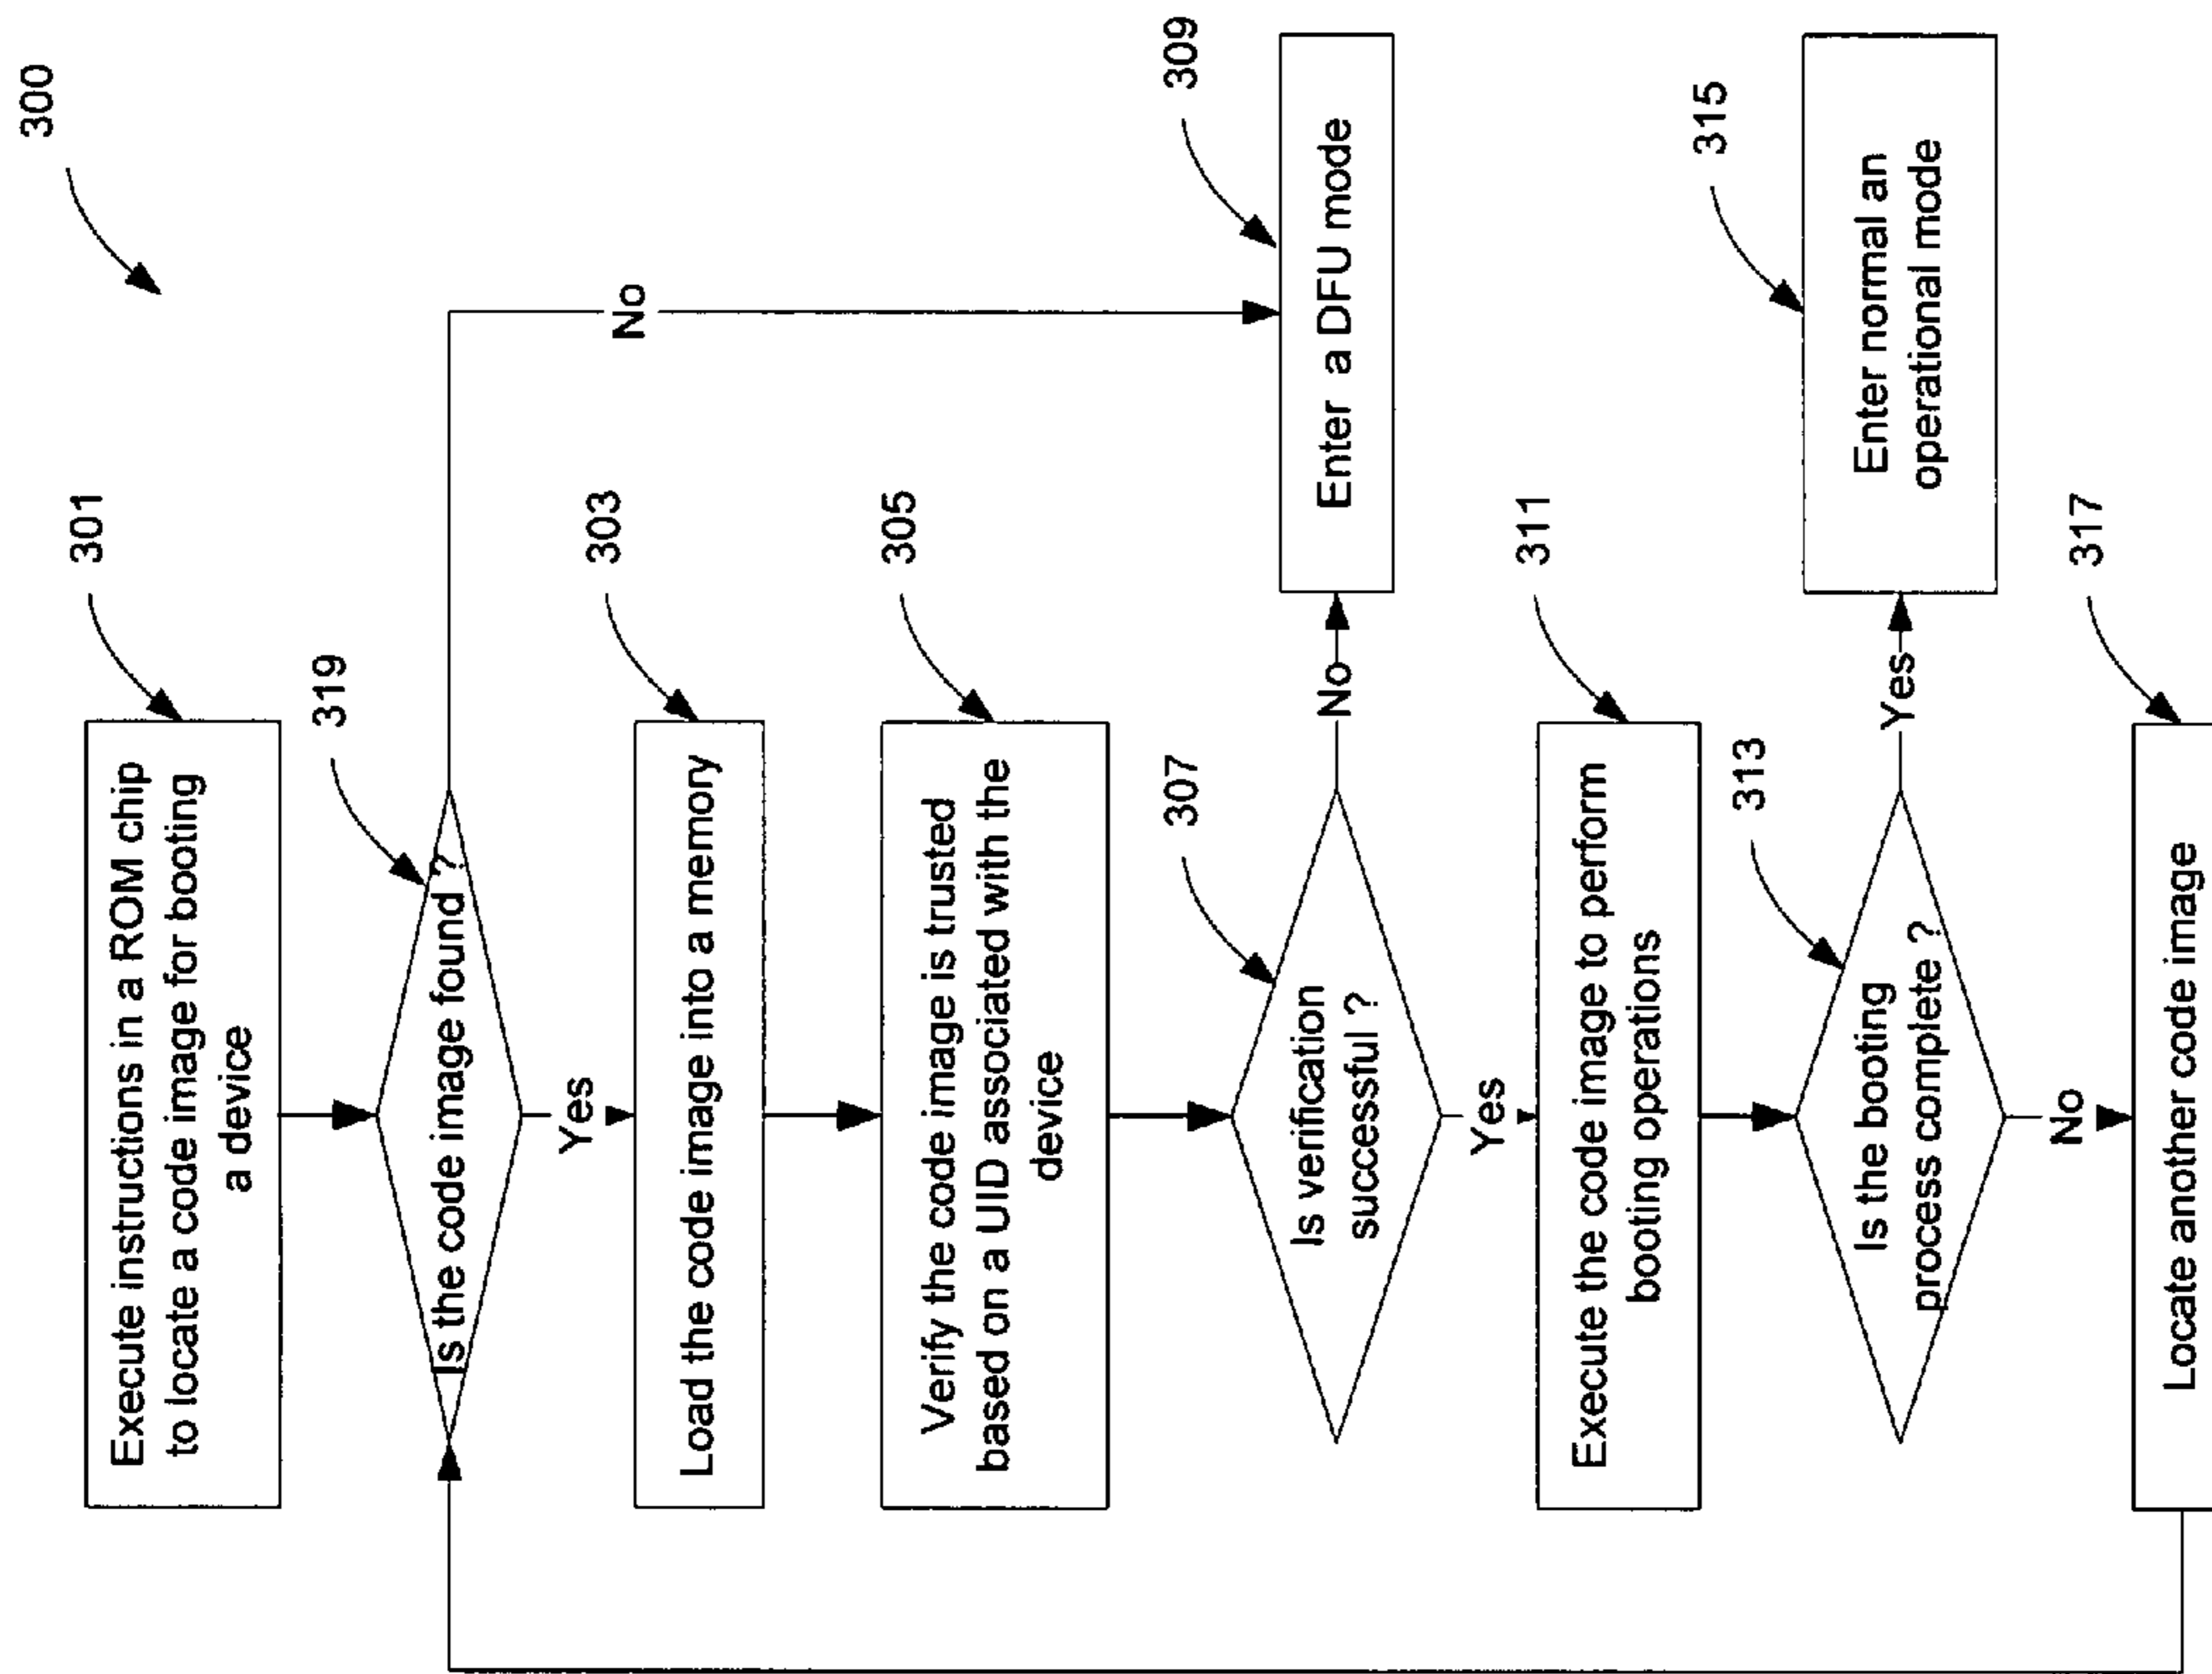 300
301
Execute instructions in a ROM chip
to locate a code image for booting
a device
319
Is the code image found ?
No
Yes
303
Load the code image into a memory
305
Verify the code image is trusted
based on a UID associated with the
device
307
Is verification
successful ?
No
309
Enter a DFU mode
Yes
311
Execute the code image to perform
booting operations
313
Is the booting
process complete ?
Yes
315
Enter normal an
operational mode
No
317
Locate another code image